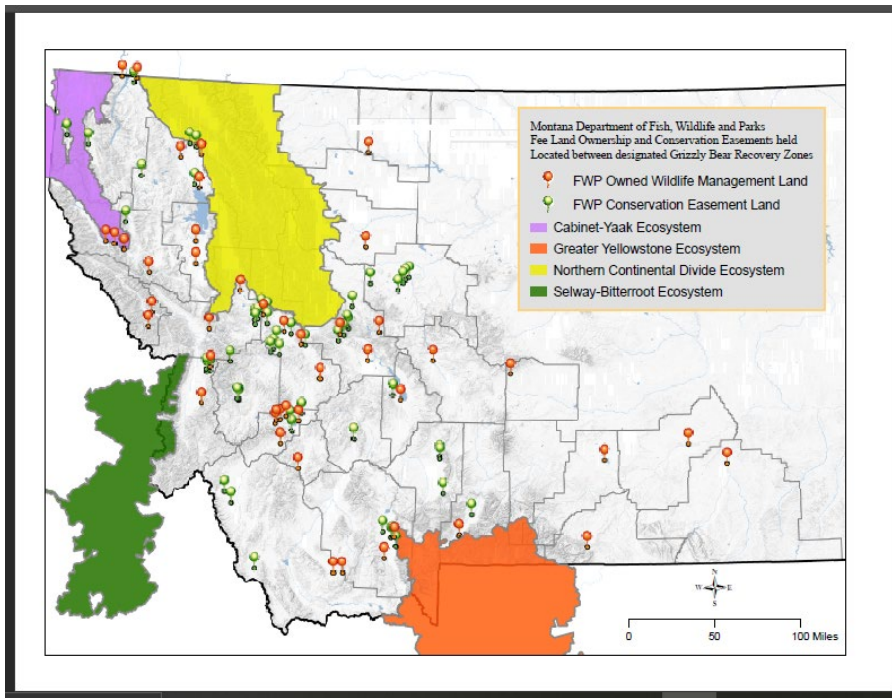 Montana Department of Fish, Wildlife and Parks
Fee Land Ownership and Conservation Easements held
Located between designated Grizzly Bear Recovery Zones
FWP Owned Wildlife Management Land
FWP Conservation Easement Land
Cabinet-Yaak Ecosystem
Greater Yellowstone Ecosystem
Northern Continental Divide Ecosystem
Selway-Bitterroot Ecosystem
N
W E
S
0 50 100 Miles